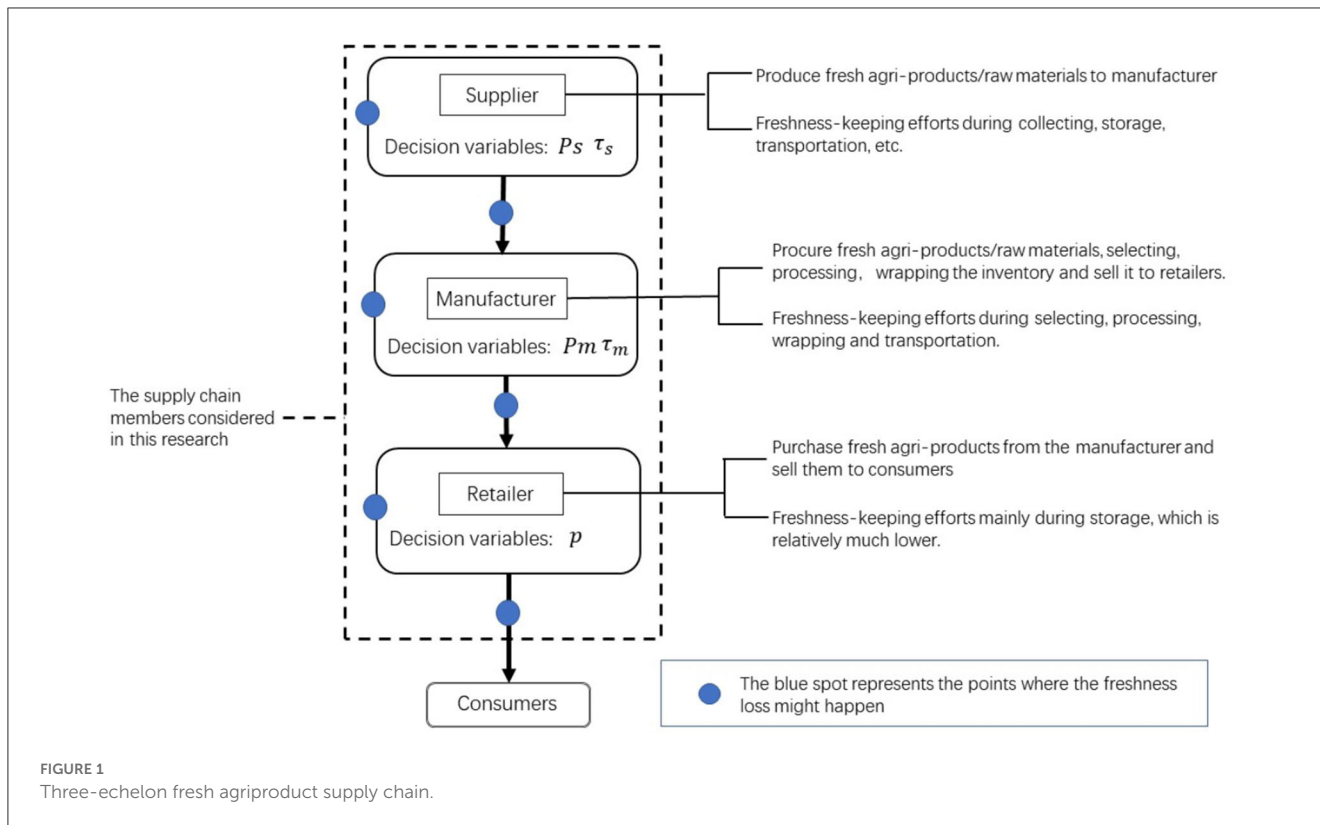 Supplier
Decision variables: Ps τs
Produce fresh agri-products/raw materials to manufacturer
Freshness-keeping efforts during collecting, storage,
transportation, etc.
Manufacturer
Decision variables: Pm τm
Procure fresh agri-products/raw materials, selecting,
processing, wrapping the inventory and sell it to retailers.
Freshness-keeping efforts during selecting, processing,
wrapping and transportation.
The supply chain
members considered
in this research
Retailer
Decision variables: p
Purchase fresh agri-products from the manufacturer and
sell them to consumers
Freshness-keeping efforts mainly during storage, which is
relatively much lower.
Consumers
The blue spot represents the points where the freshness
loss might happen
FIGURE 1
Three-echelon fresh agriproduct supply chain.